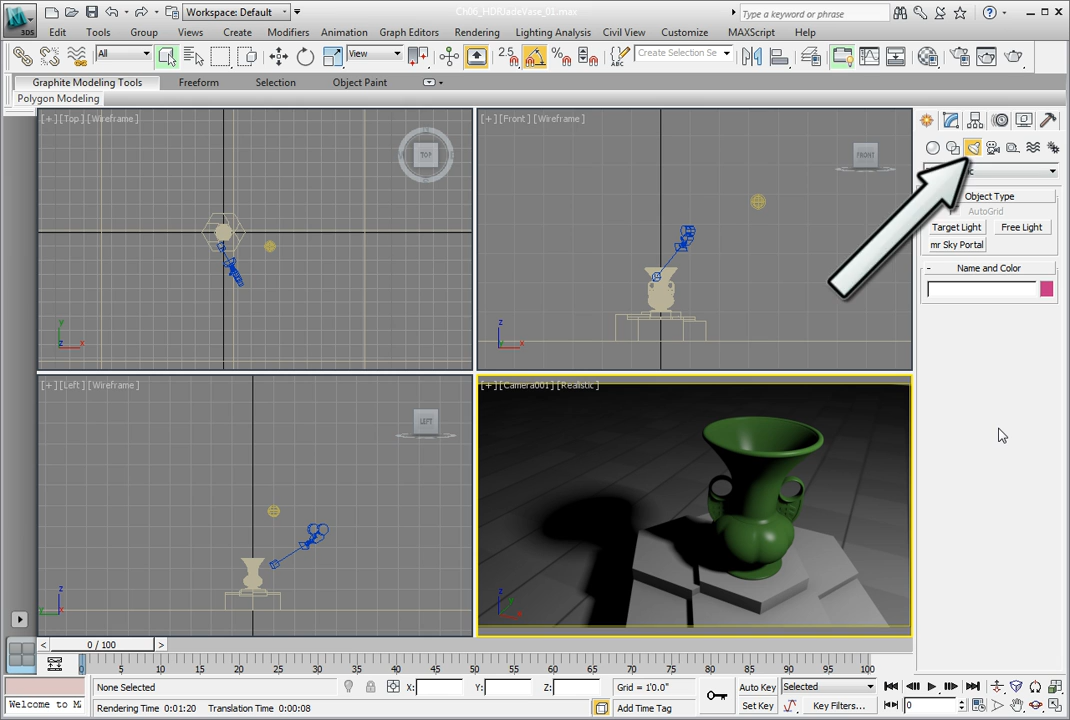 Workspace: Default
Ch06_HDRJadeVase_01.max
Type a keyword or phrase
3DS
Edit Tools Group Views Create Modifiers Animation Graph Editors Rendering Lighting Analysis Civil View Customize MAXScript Help
All View 2.5 Create Selection Se
Graphite Modeling Tools Freeform Selection Object Paint
Polygon Modeling
[+][Top][Wireframe]
TOP
[+][Front][Wireframe]
FRONT
Object Type
AutoGrid
Target Light Free Light
mr Sky Portal
- Name and Color
[+][Left][Wireframe]
LEFT
[+][Camera001][Realistic]
y
z x
z
y x
z
y x
z
y x
< 0 / 100 >
0 5 10 15 20 25 30 35 40 45 50 55 60 65 70 75 80 85 90 95 100
None Selected X: Y: Z: Grid = 1'0.0" Auto Key Selected
Welcome to M
Rendering Time 0:01:20 Translation Time 0:00:08 Add Time Tag Set Key Key Filters... 0